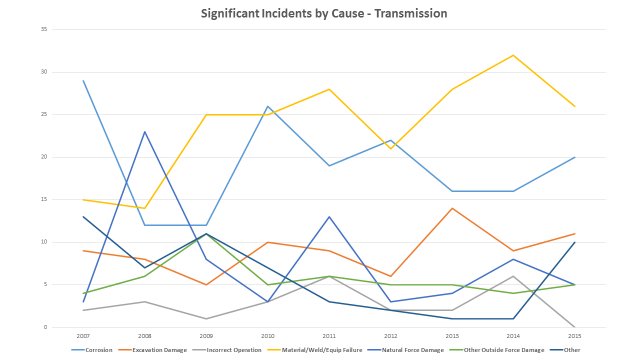 Significant Incidents by Cause - Transmission
35
30
25
20
15
10
5
0
2007 2008 2009 2010 2011 2012 2013 2014 2015
Corrosion Excavation Damage Incorrect Operation Material/Weld/Equip Failure Natural Force Damage Other Outside Force Damage Other